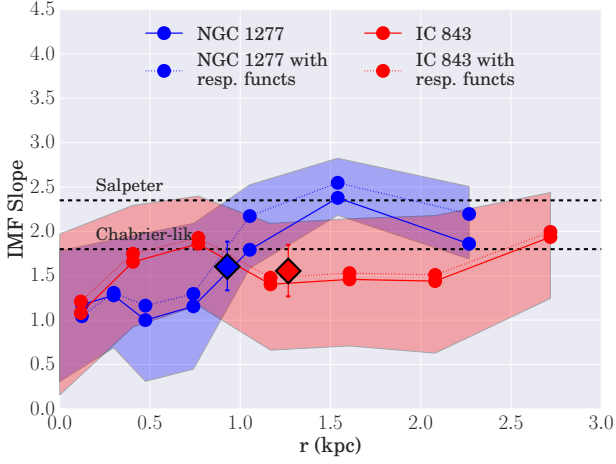 4.5
4.0
3.5
3.0
2.5
2.0
1.5
1.0
0.5
0.0
IMF Slope
NGC 1277
NGC 1277 with
resp. functs
IC 843
IC 843 with
resp. functs
Salpeter
Chabrier-lik
0.0 0.5 1.0 1.5 2.0 2.5 3.0
r (kpc)